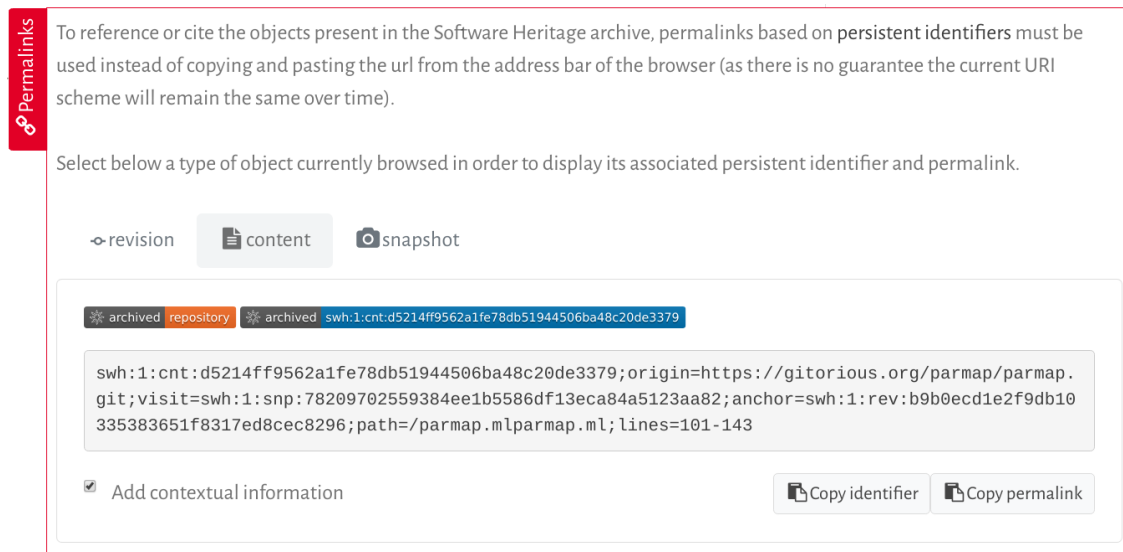 Permalinks
To reference or cite the objects present in the Software Heritage archive, permalinks based on persistent identifiers must be
used instead of copying and pasting the url from the address bar of the browser (as there is no guarantee the current URI
scheme will remain the same over time).
Select below a type of object currently browsed in order to display its associated persistent identifier and permalink.
revision content snapshot
archived repository archived swh:1:cnt:d5214ff9562a1fe78db51944506ba48c20de3379
swh:1:cnt:d5214ff9562a1fe78db51944506ba48c20de3379;origin=https://gitorious.org/parmap/parmap.
git;visit=swh:1:snp:78209702559384ee1b5586df13eca84a5123aa82;anchor=swh:1:rev:b9b0ecd1e2f9db10
335383651f8317ed8cec8296;path=/parmap.mlparmap.ml;lines=101-143
Add contextual information Copy identifier Copy permalink